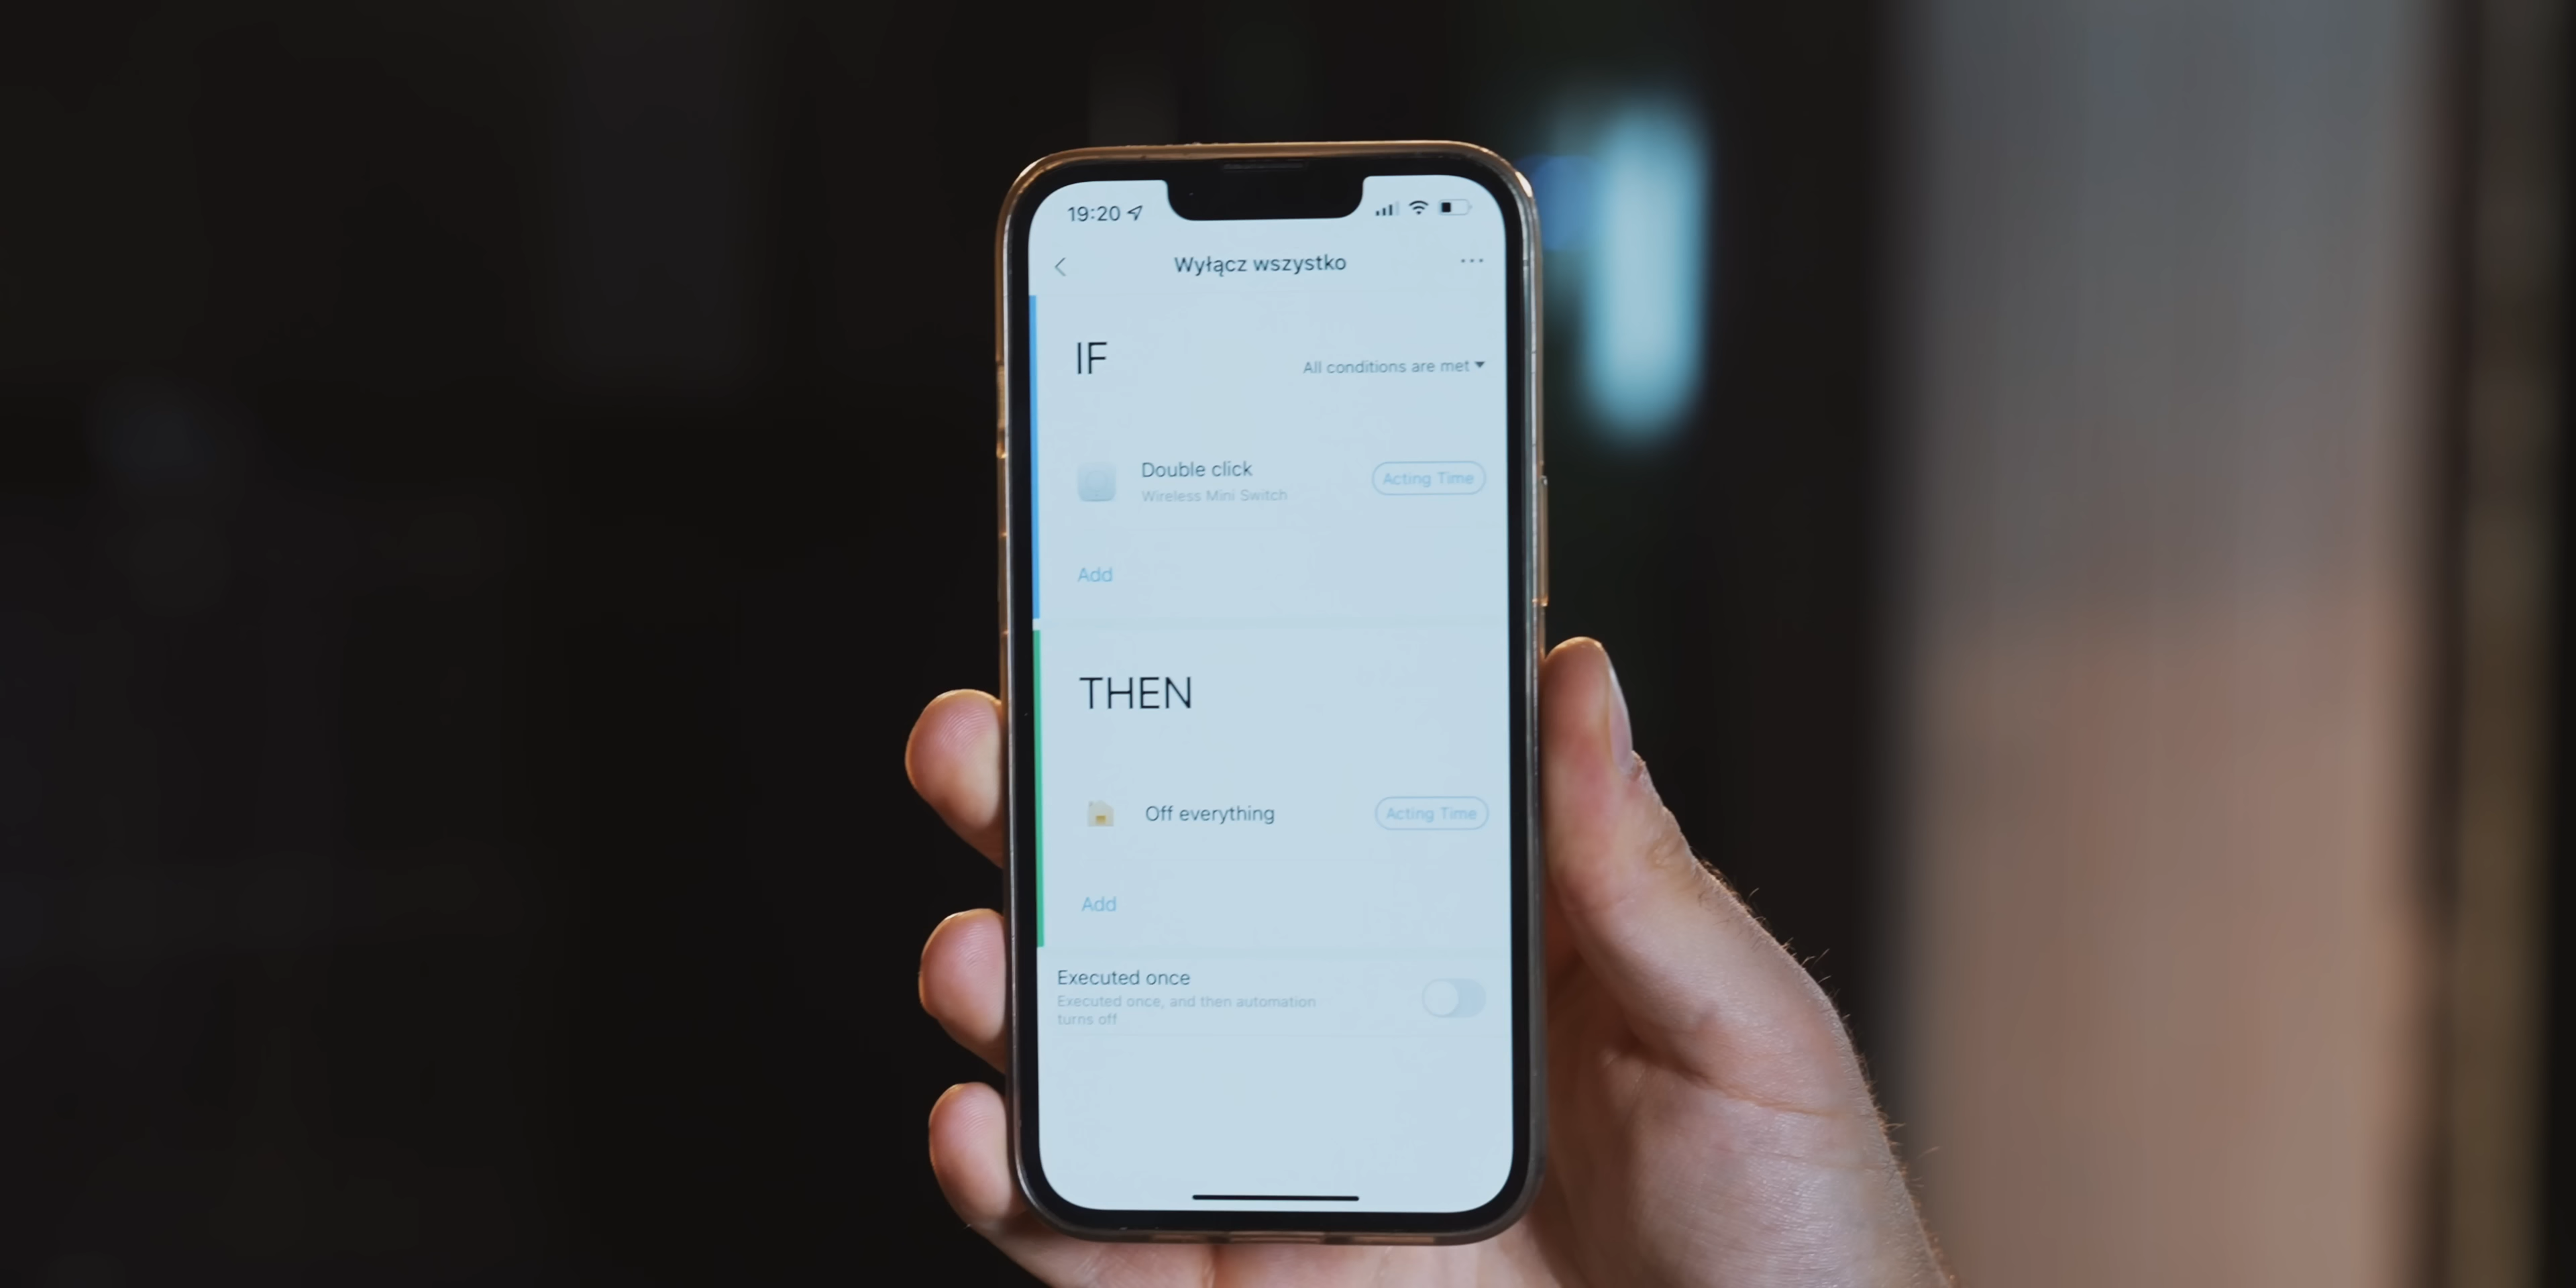 19:20
Wyłącz wszystko
IF
All conditions are met
Double click
Wireless Mini Switch
Acting Time
Add
THEN
Off everything
Acting Time
Add
Executed once
Executed once, and then automation
turns off